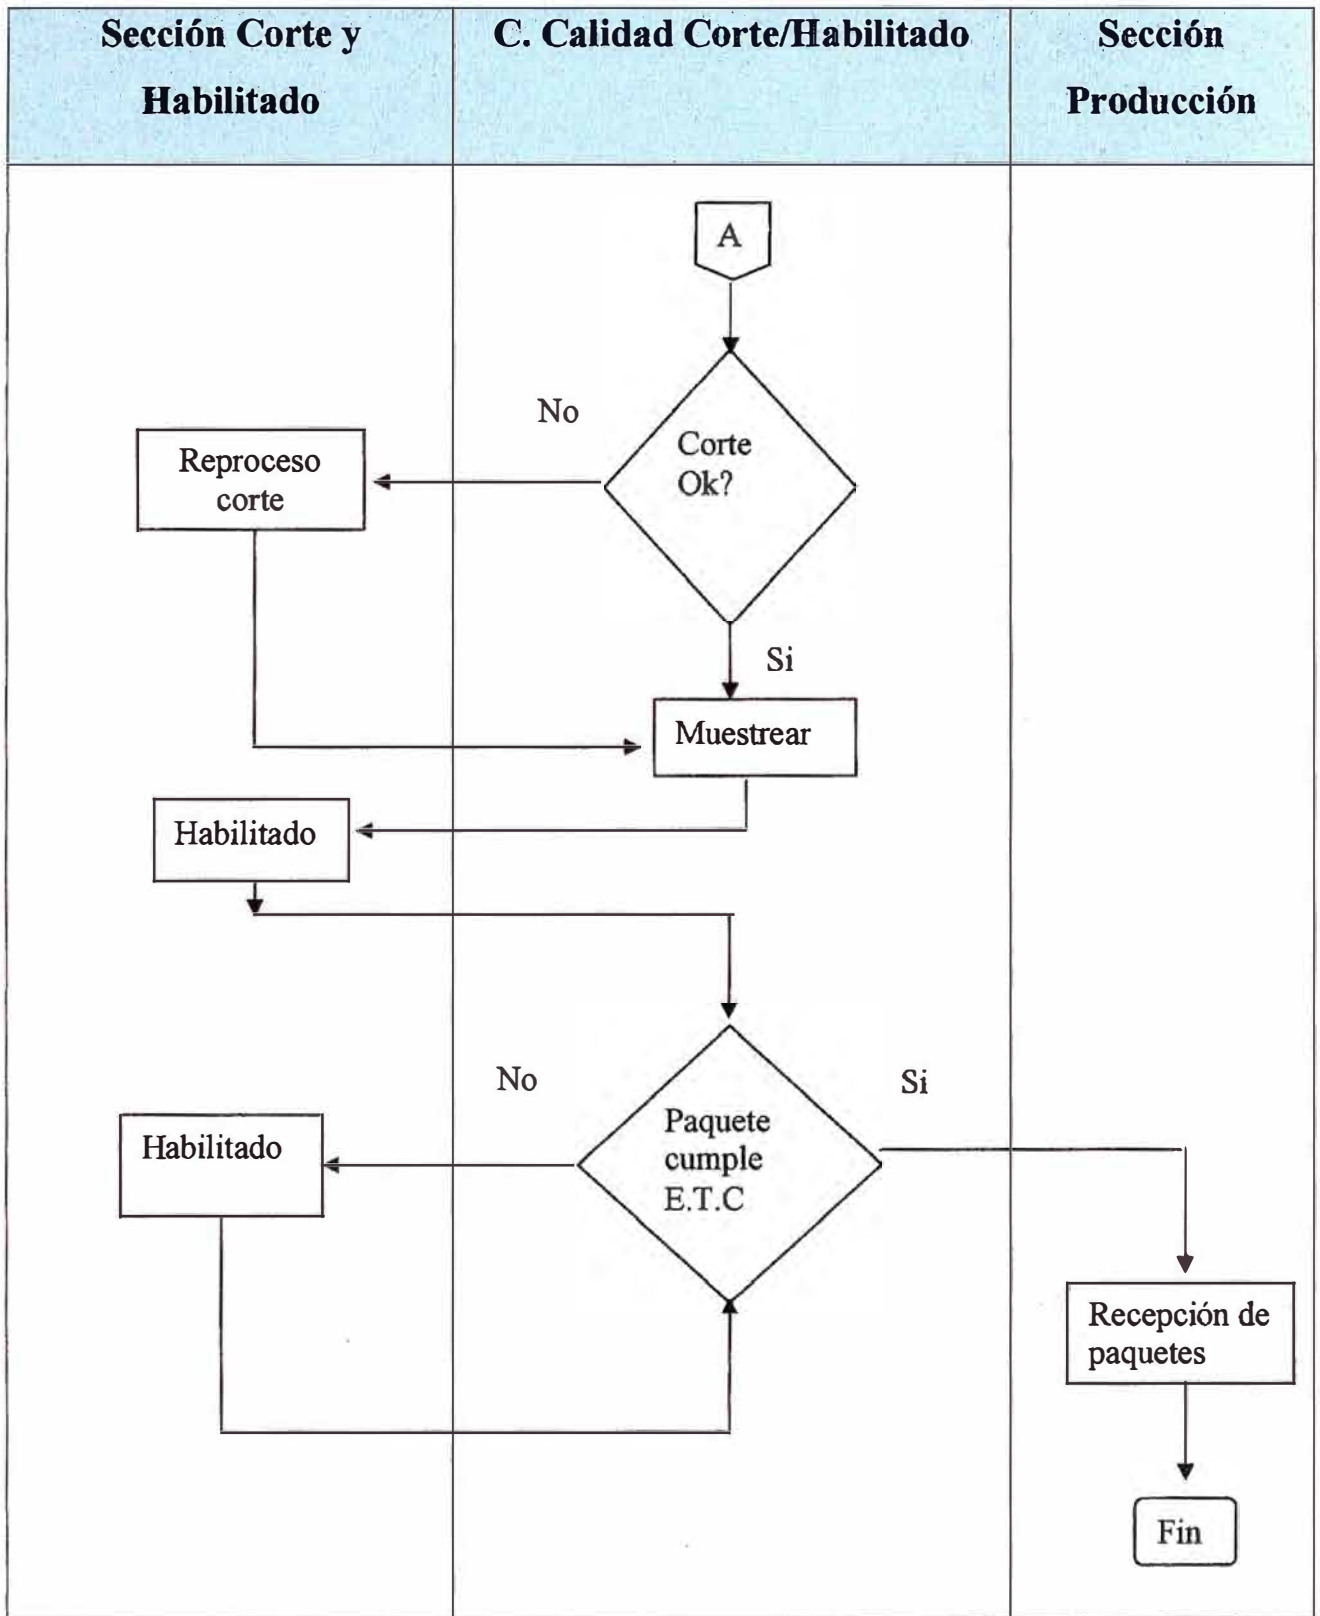 Sección Corte y
Habilitado
C. Calidad Corte/Habilitado
Sección
Producción
A
No
Corte
Ok?
Reproceso
corte
Si
Muestrear
Habilitado
No
Si
Paquete
cumple
E.T.C
Habilitado
Recepción de
paquetes
Fin